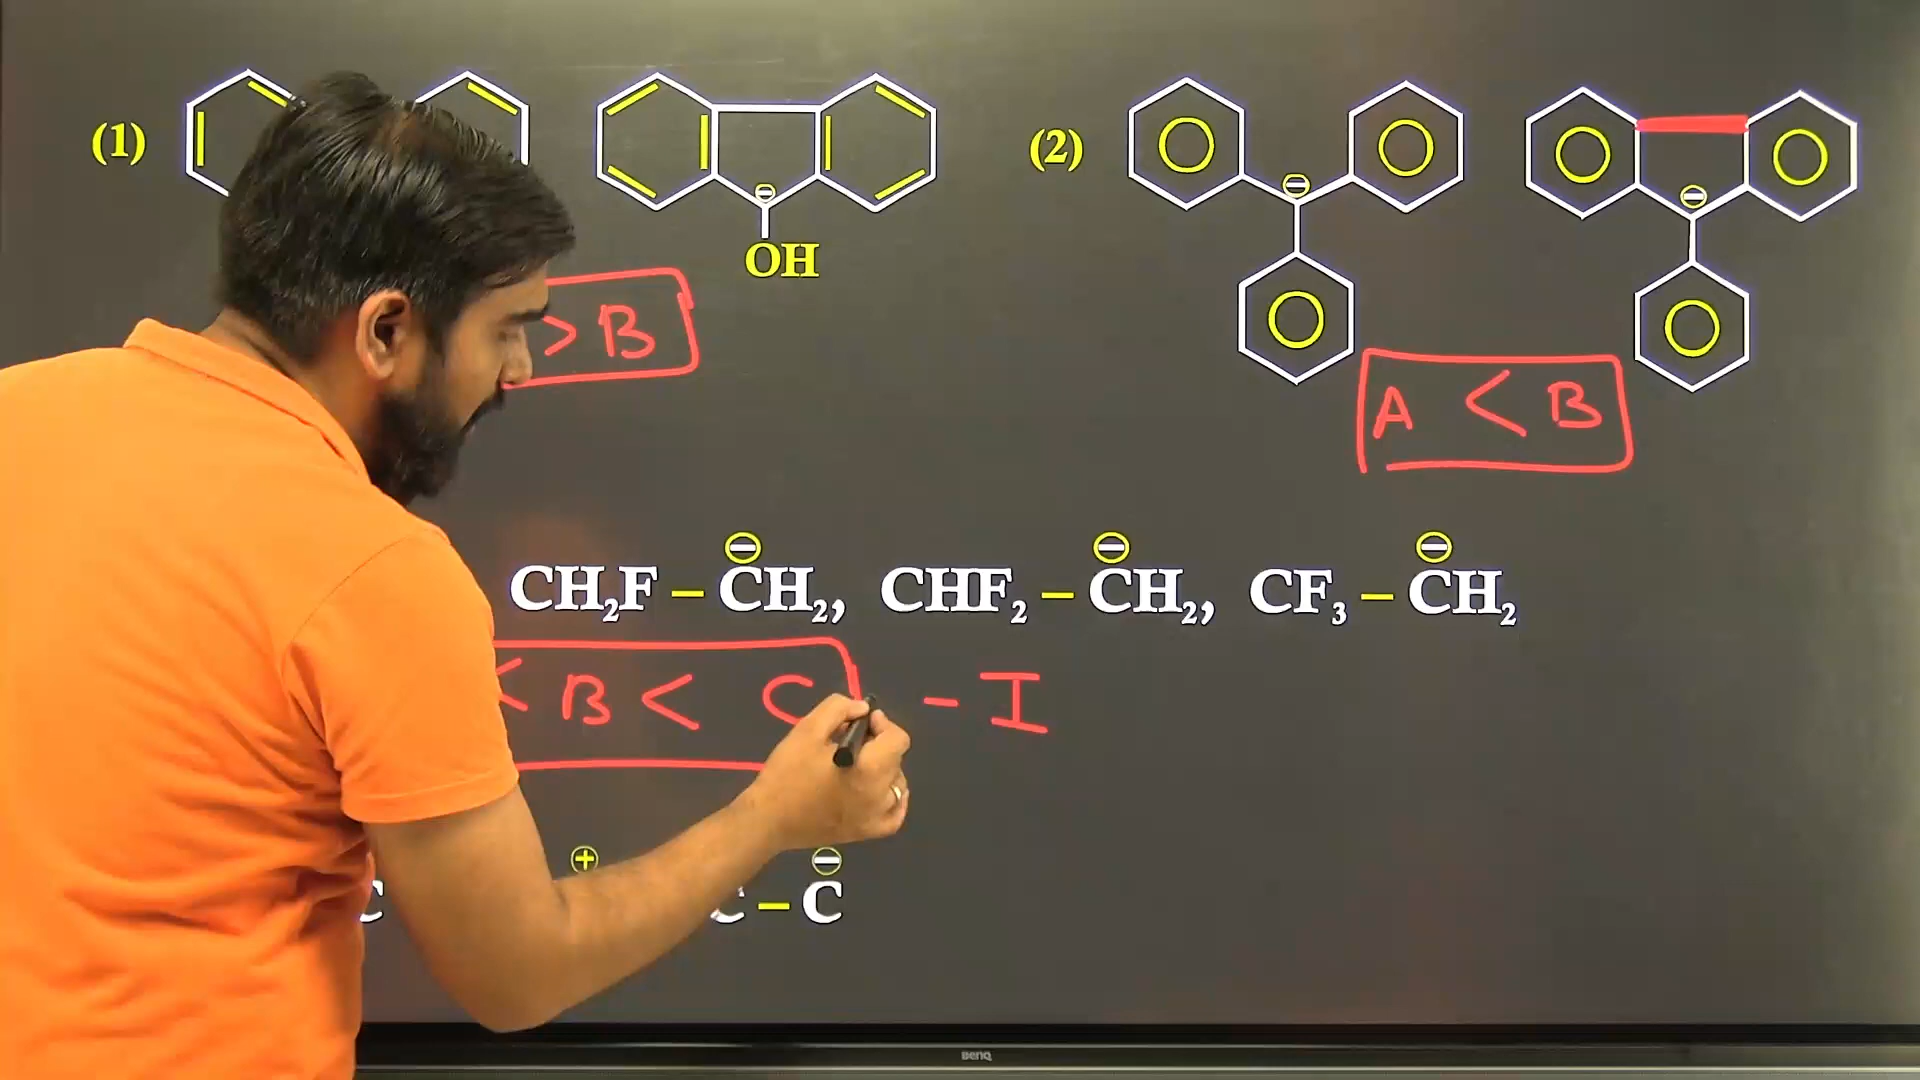 (1)
OH
> B
(2)
A < B
CH₂F – CH₂, CHF₂ – CH₂, CF₃ – CH₂
< B < C – I
C – C
BenQ